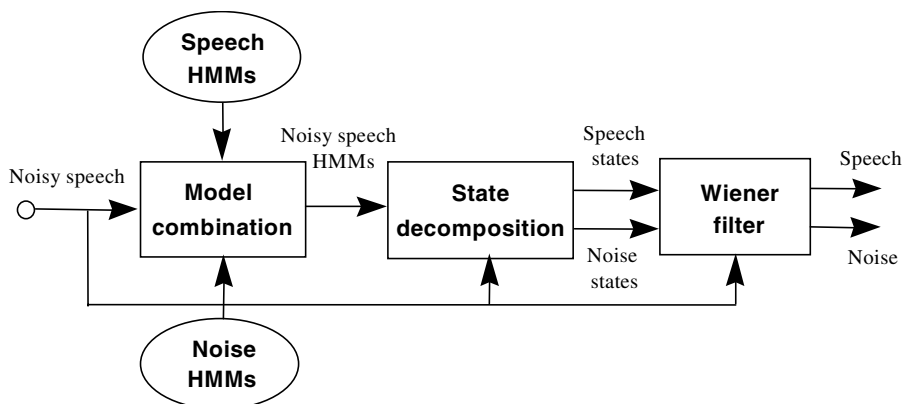 Speech
HMMs
Noisy speech
Model
combination
Noisy speech
HMMs
State
decomposition
Speech
states
Noise
states
Wiener
filter
Speech
Noise
Noise
HMMs